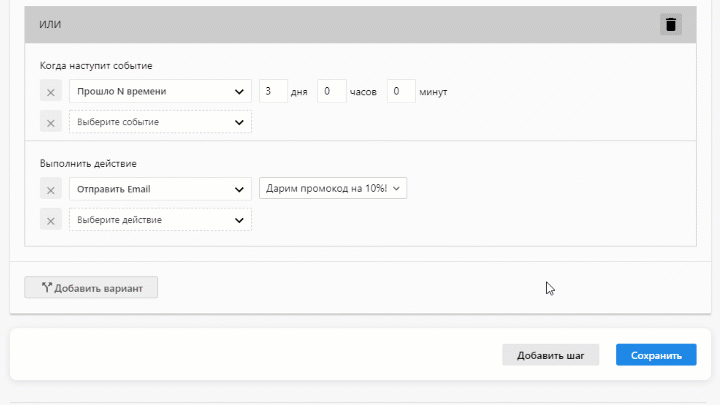 ИЛИ
Когда наступит событие
Прошло N времени 3 дня 0 часов 0 минут
Выберите событие
Выполнить действие
Отправить Email Дарим промокод на 10%!
Выберите действие
Добавить вариант
Добавить шаг Сохранить